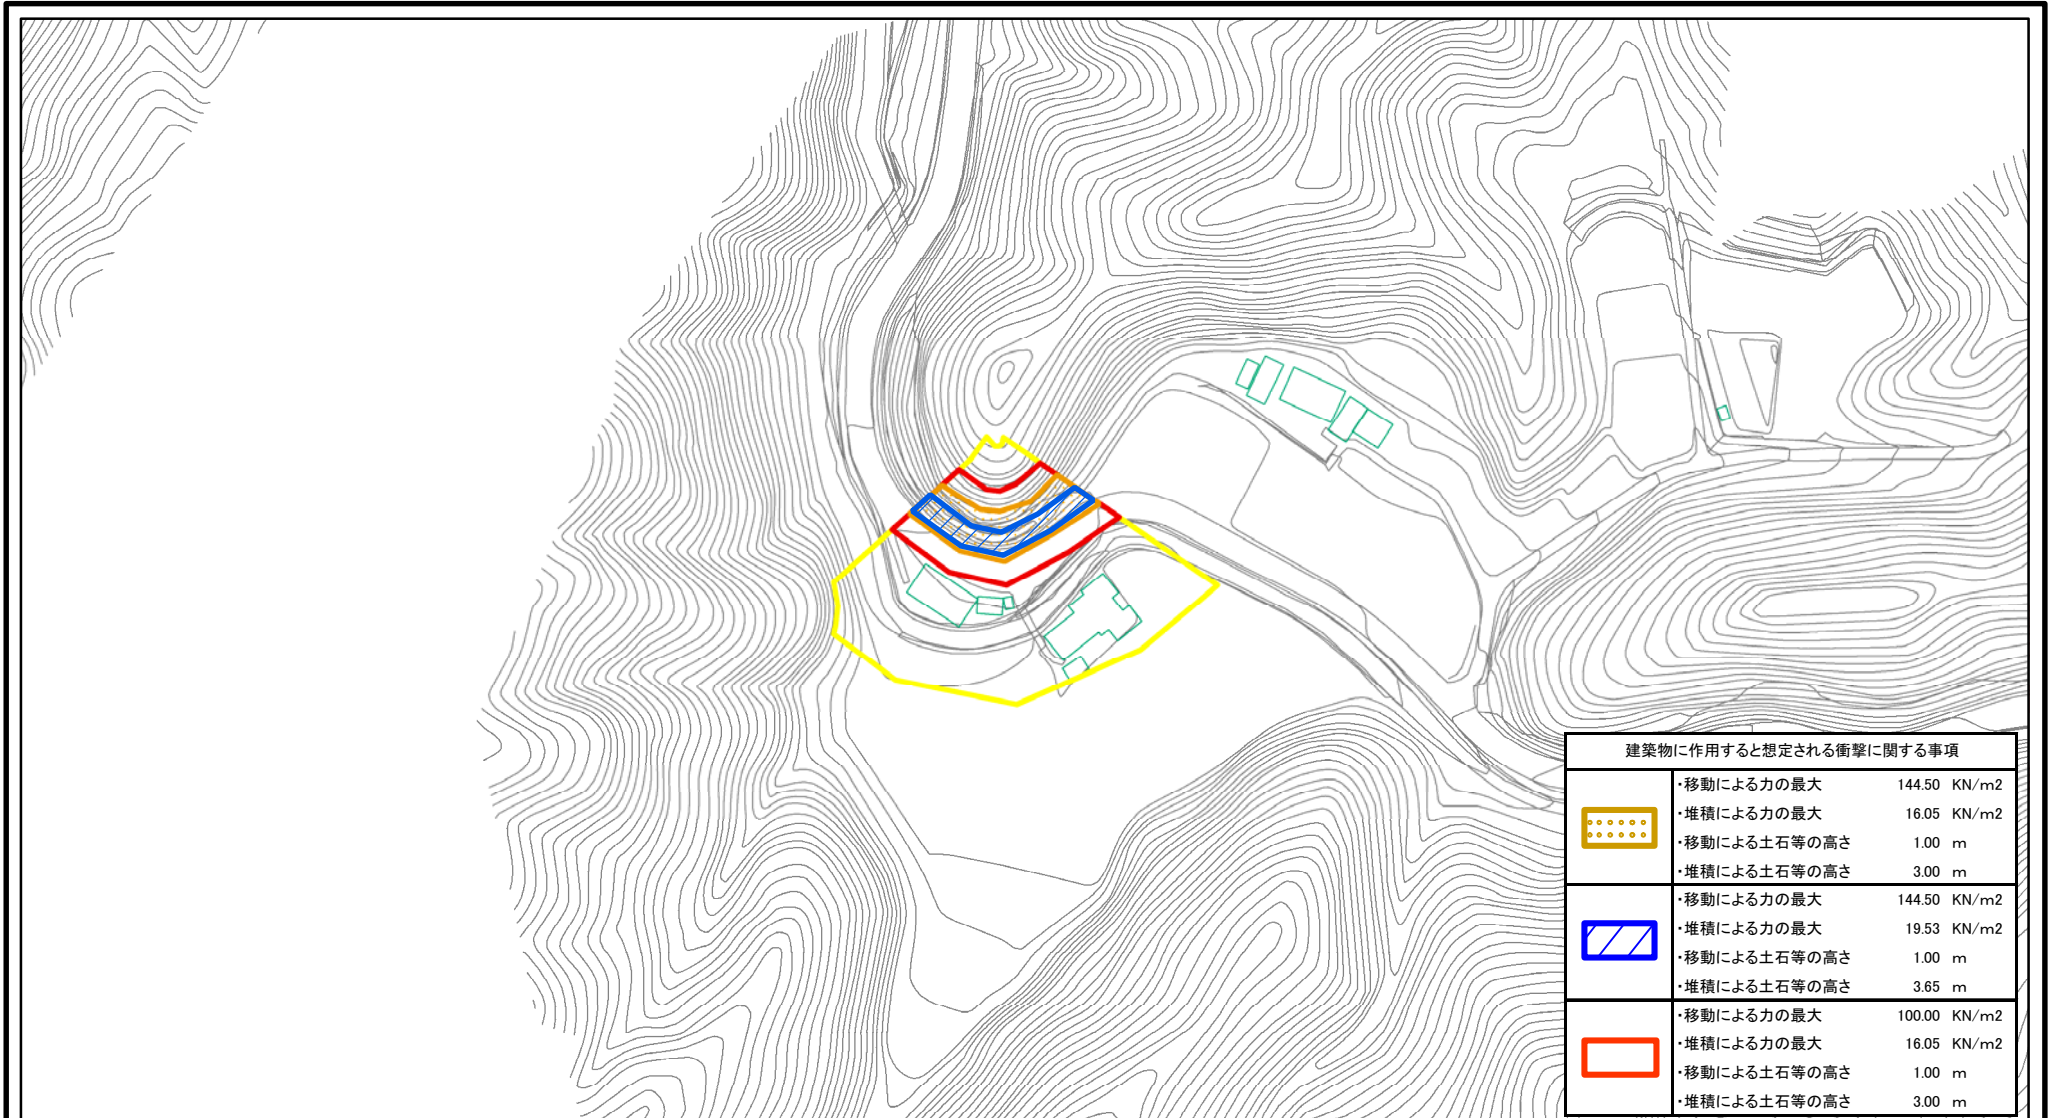 建築物に作用すると想定される衝撃に関する事項
・移動による力の最大 144.50 KN/m2
・堆積による力の最大 16.05 KN/m2
・移動による土石等の高さ 1.00 m
・堆積による土石等の高さ 3.00 m
・移動による力の最大 144.50 KN/m2
・堆積による力の最大 19.53 KN/m2
・移動による土石等の高さ 1.00 m
・堆積による土石等の高さ 3.65 m
・移動による力の最大 100.00 KN/m2
・堆積による力の最大 16.05 KN/m2
・移動による土石等の高さ 1.00 m
・堆積による土石等の高さ 3.00 m